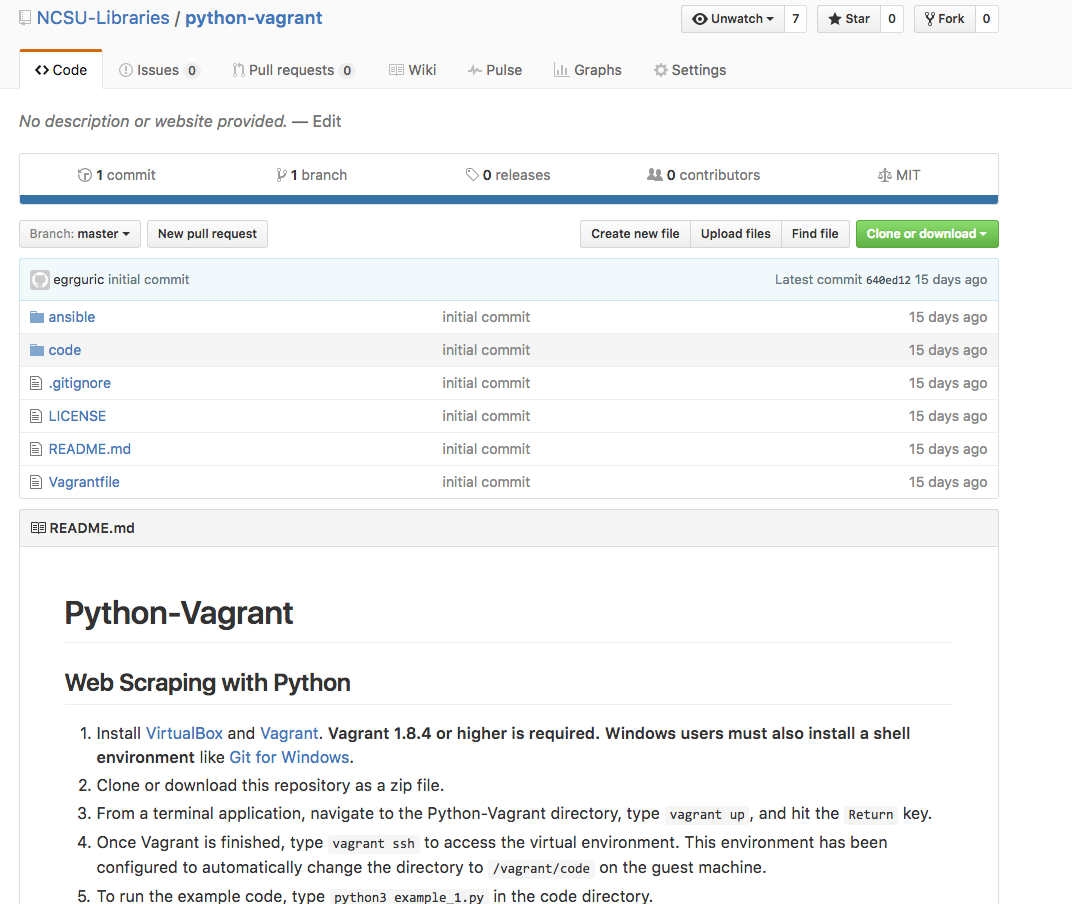 NCSU-Libraries / python-vagrant Unwatch 7 Star 0 Fork 0
Code Issues 0 Pull requests 0 Wiki Pulse Graphs Settings
No description or website provided. — Edit
1 commit 1 branch 0 releases 0 contributors MIT
Branch: master New pull request Create new file Upload files Find file Clone or download
egrguric initial commit Latest commit 640ed12 15 days ago
ansible initial commit 15 days ago
code initial commit 15 days ago
.gitignore initial commit 15 days ago
LICENSE initial commit 15 days ago
README.md initial commit 15 days ago
Vagrantfile initial commit 15 days ago
README.md
Python-Vagrant
Web Scraping with Python
1. Install VirtualBox and Vagrant. Vagrant 1.8.4 or higher is required. Windows users must also install a shell
environment like Git for Windows.
2. Clone or download this repository as a zip file.
3. From a terminal application, navigate to the Python-Vagrant directory, type vagrant up , and hit the Return key.
4. Once Vagrant is finished, type vagrant ssh to access the virtual environment. This environment has been
configured to automatically change the directory to /vagrant/code on the guest machine.
5. To run the example code, type python3 example_1.py in the code directory.